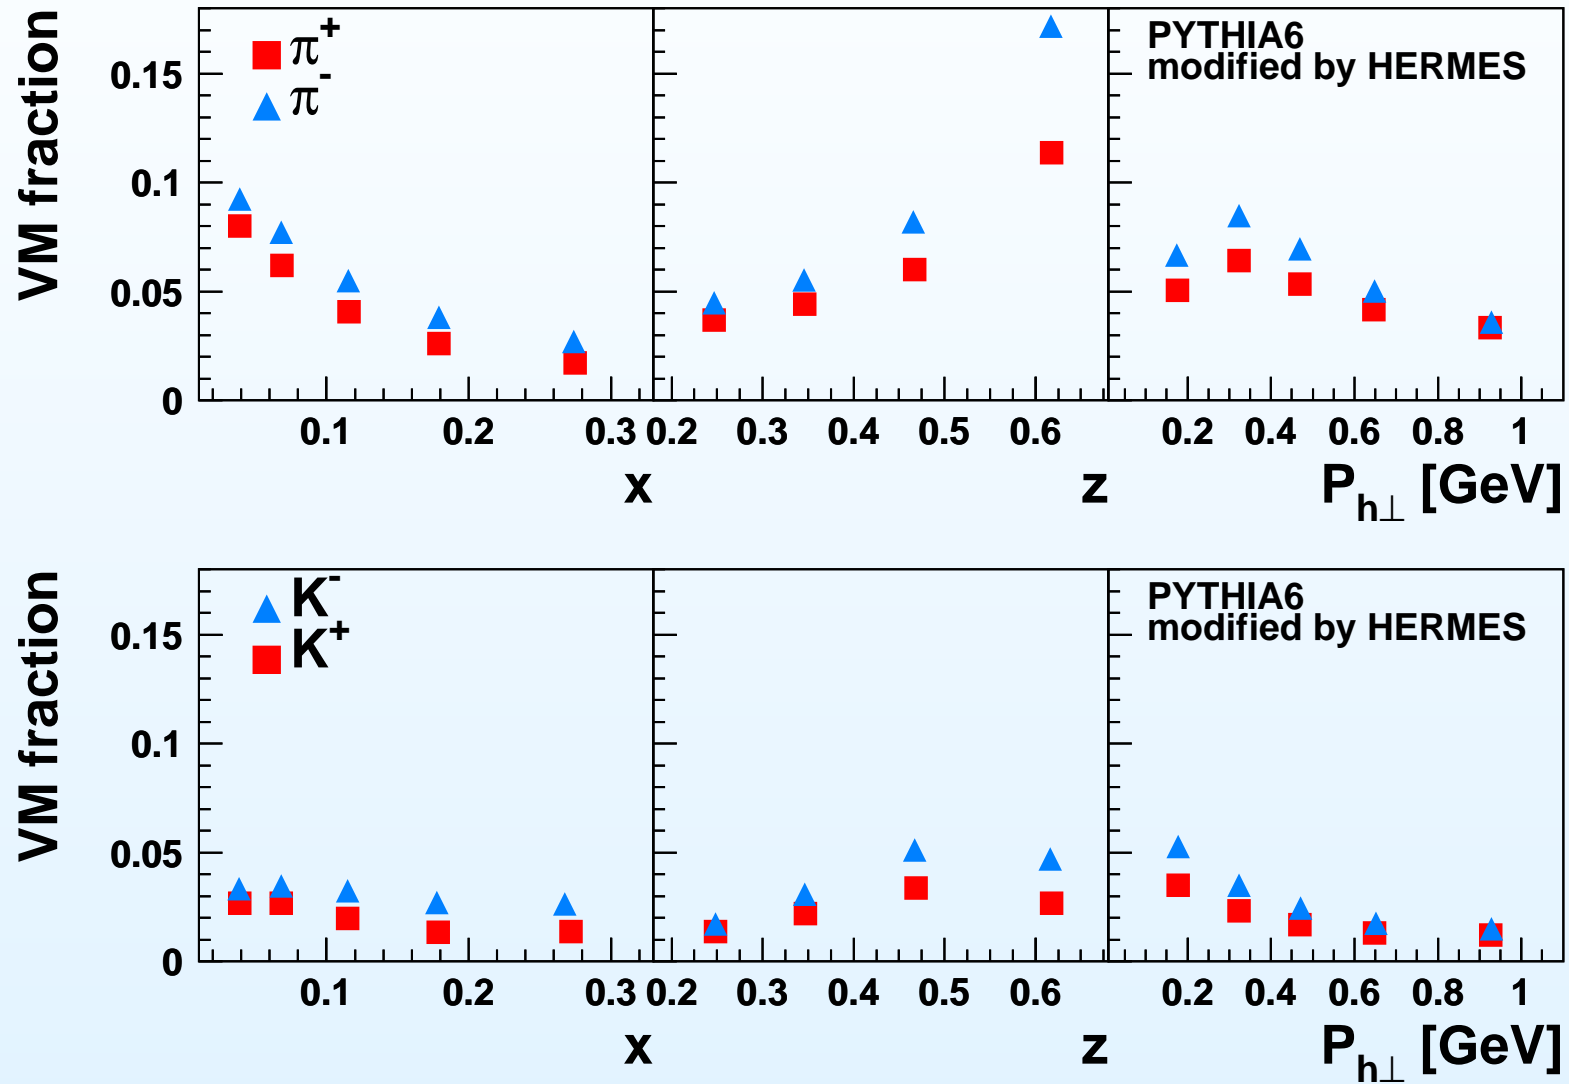 VM fraction
π+
π-
PYTHIA6
modified by HERMES
0.15
0.1
0.05
0
0.1 0.2 0.3 0.2 0.3 0.4 0.5 0.6 0.2 0.4 0.6 0.8 1
x z Ph⊥ [GeV]
VM fraction
K-
K+
PYTHIA6
modified by HERMES
0.15
0.1
0.05
0
0.1 0.2 0.3 0.2 0.3 0.4 0.5 0.6 0.2 0.4 0.6 0.8 1
x z Ph⊥ [GeV]